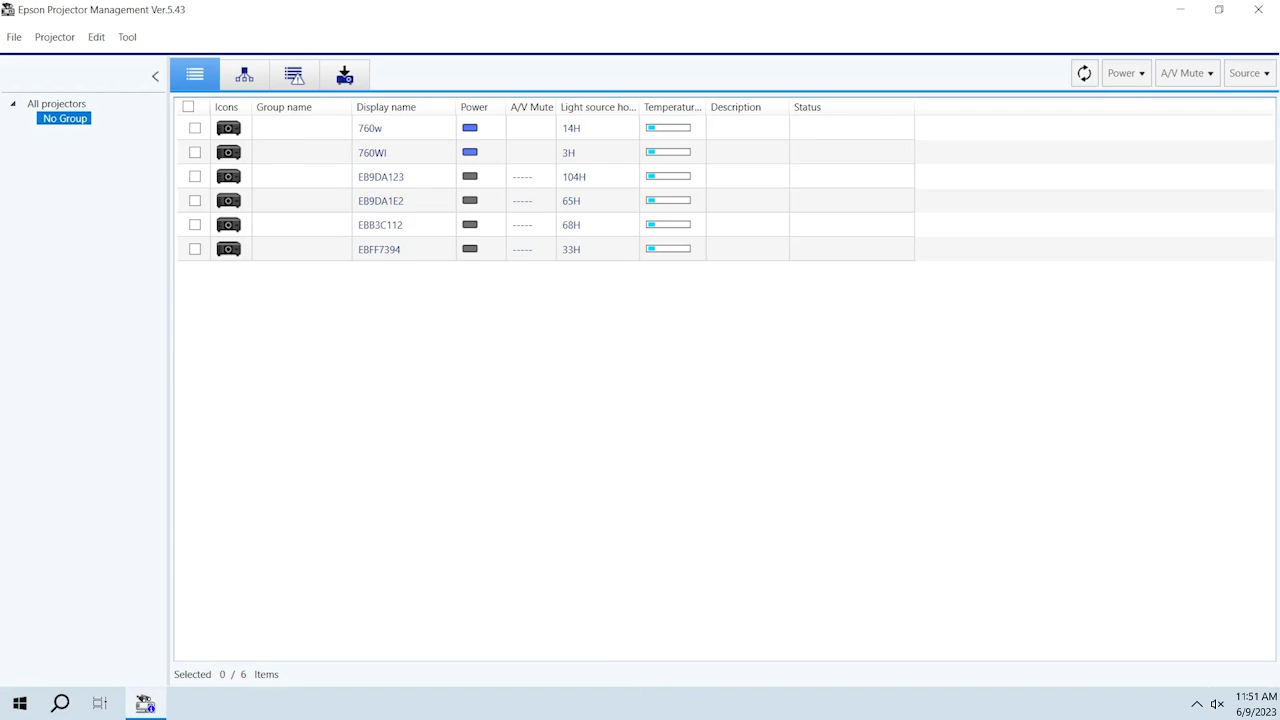 Epson Projector Management Ver.5.43
File Projector Edit Tool
Power A/V Mute Source
All projectors
No Group
Icons Group name Display name Power A/V Mute Light source ho... Temperatur... Description Status
760w 14H
760WI 3H
EB9DA123 ----- 104H
EB9DA1E2 ----- 65H
EBB3C112 ----- 68H
EBFF7394 ----- 33H
Selected 0 / 6 Items
11:51 AM
6/9/2023